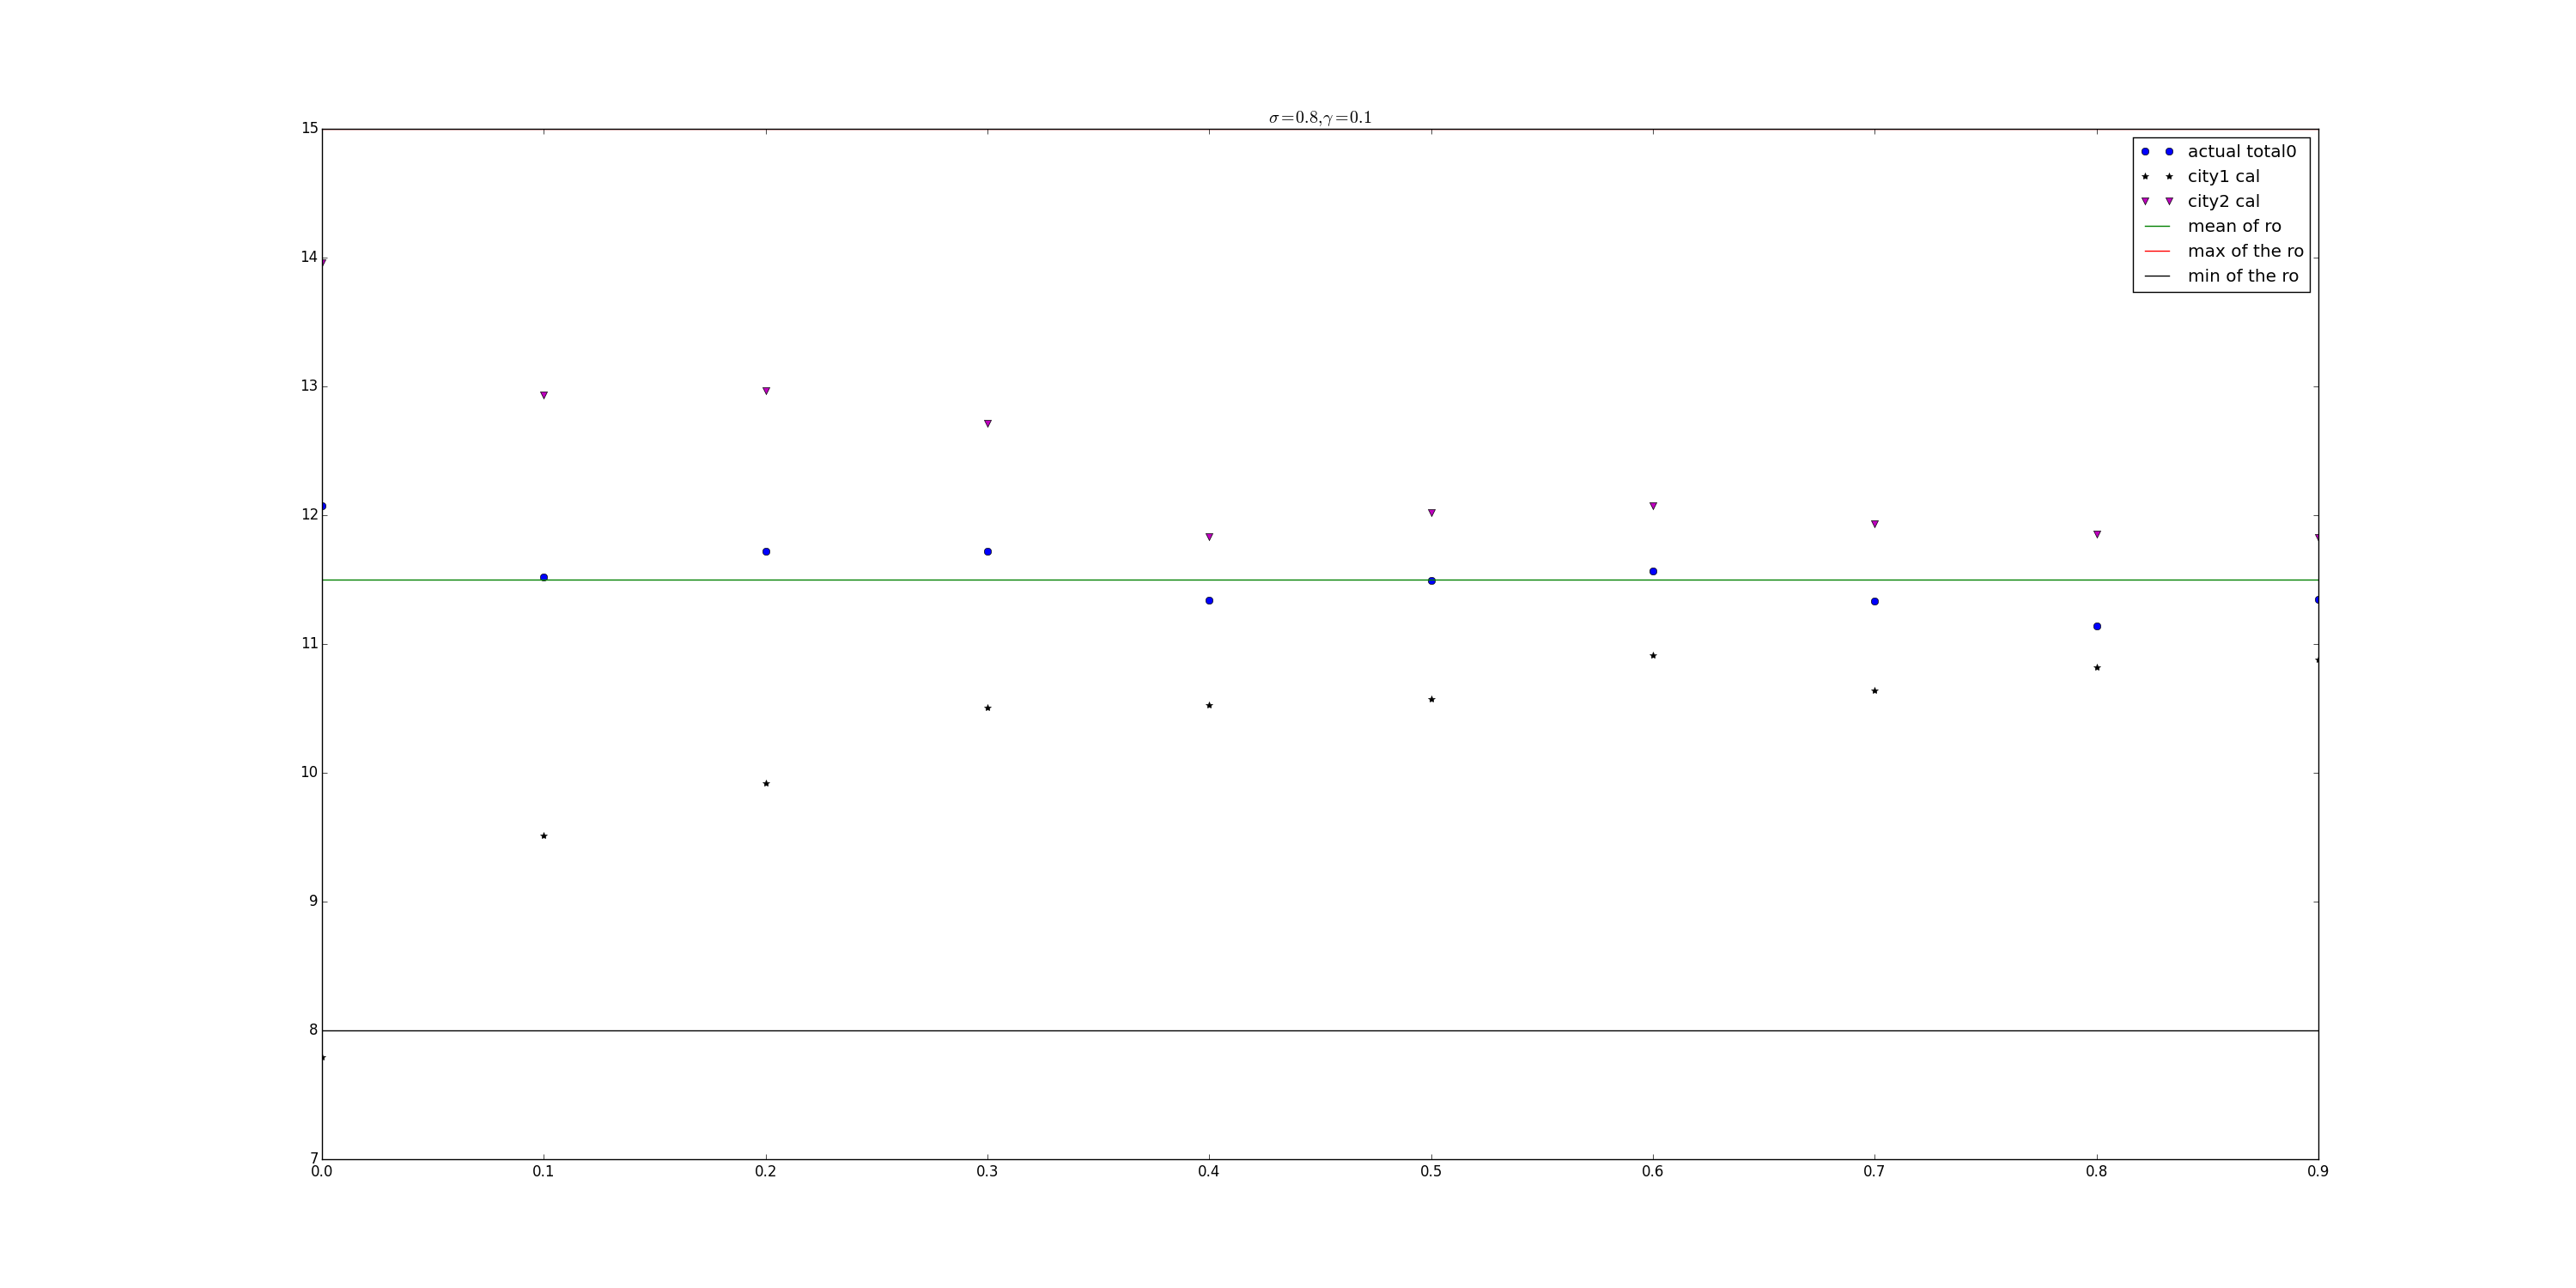 σ=0.8,γ=0.1
15
14
13
12
11
10
9
8
7
0.0 0.1 0.2 0.3 0.4 0.5 0.6 0.7 0.8 0.9
actual total0
city1 cal
city2 cal
mean of ro
max of the ro
min of the ro